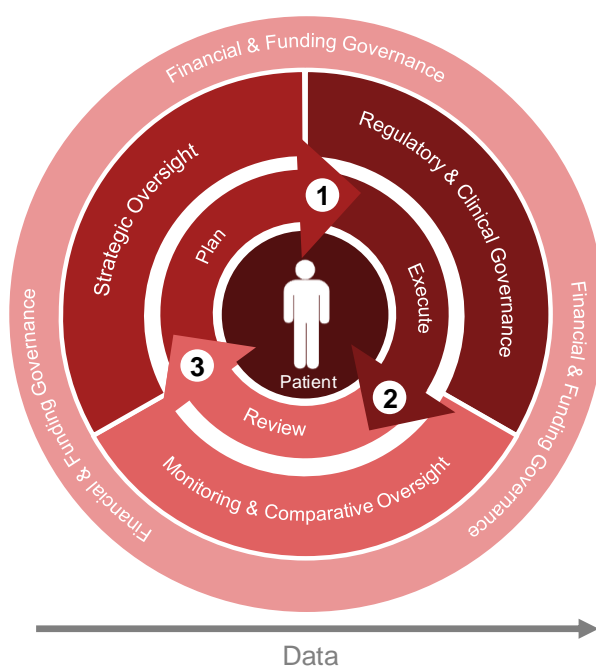 Financial & Funding Governance
Strategic Oversight
Regulatory & Clinical Governance
1
Plan
Execute
Financial & Funding Governance
Financial & Funding Governance
3
Patient
2
Review
Monitoring & Comparative Oversight
Data